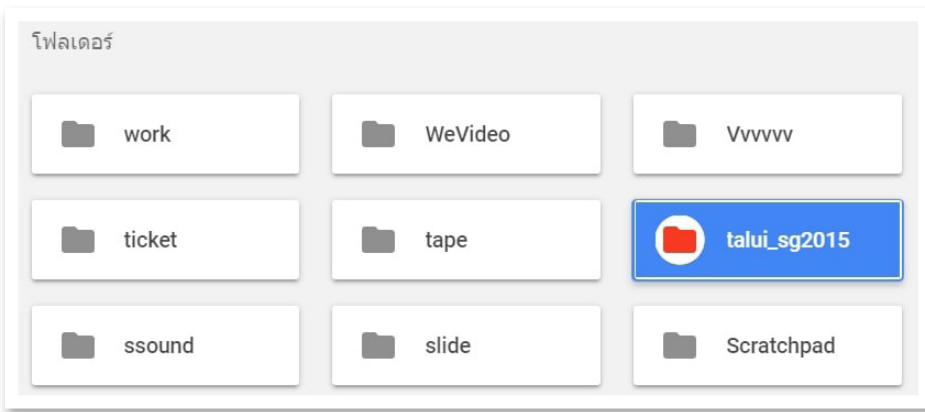 โฟลเดอร์
work WeVideo Vvvvvv
ticket tape talui_sg2015
ssound slide Scratchpad